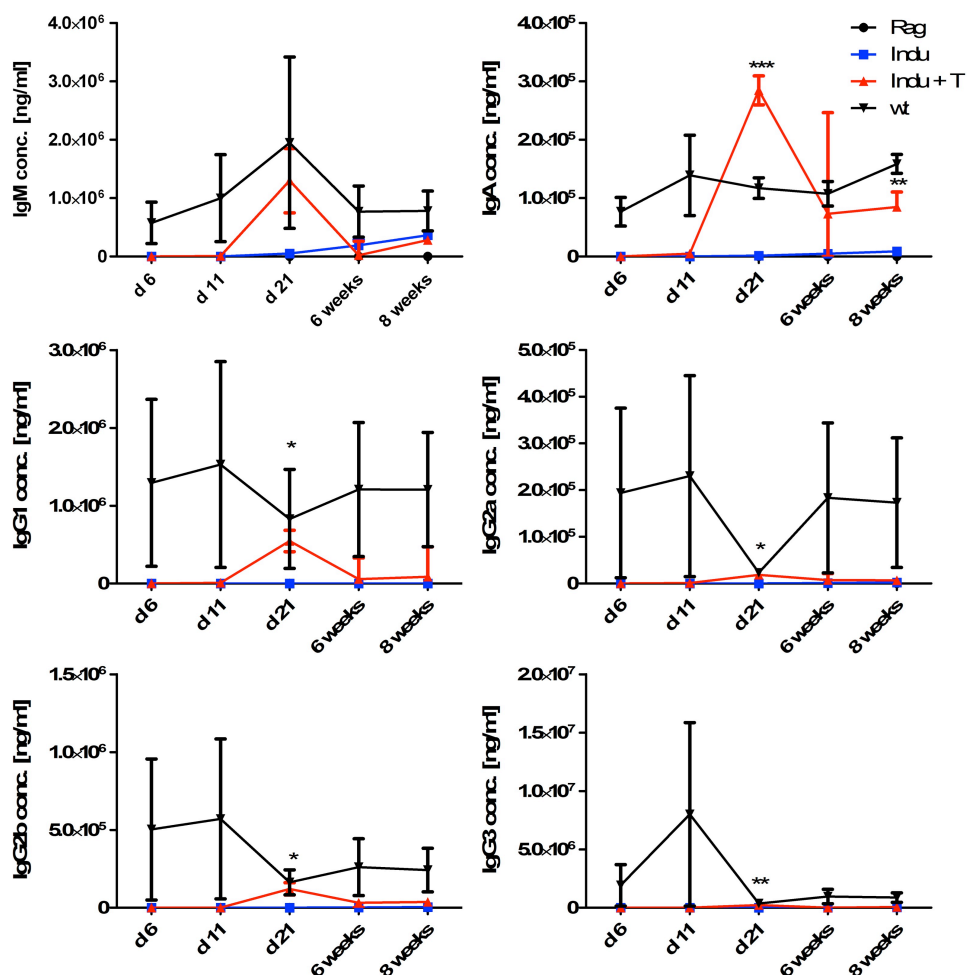 IgM conc. [ng/ml]
4.0×10⁶
3.0×10⁶
2.0×10⁶
1.0×10⁶
0
d 6
d 11
d 21
6 weeks
8 weeks
IgA conc. [ng/ml]
4.0×10⁵
3.0×10⁵
2.0×10⁵
1.0×10⁵
0
***
**
d 6
d 11
d 21
6 weeks
8 weeks
Rag
Indu
Indu + T
wt
IgG1 conc. [ng/ml]
3.0×10⁶
2.0×10⁶
1.0×10⁶
0
*
d 6
d 11
d 21
6 weeks
8 weeks
IgG2a conc. [ng/ml]
5.0×10⁵
4.0×10⁵
3.0×10⁵
2.0×10⁵
1.0×10⁵
0
*
d 6
d 11
d 21
6 weeks
8 weeks
IgG2b conc. [ng/ml]
1.5×10⁶
1.0×10⁶
5.0×10⁵
0
*
d 6
d 11
d 21
6 weeks
8 weeks
IgG3 conc. [ng/ml]
2.0×10⁷
1.5×10⁷
1.0×10⁷
5.0×10⁶
0
**
d 6
d 11
d 21
6 weeks
8 weeks